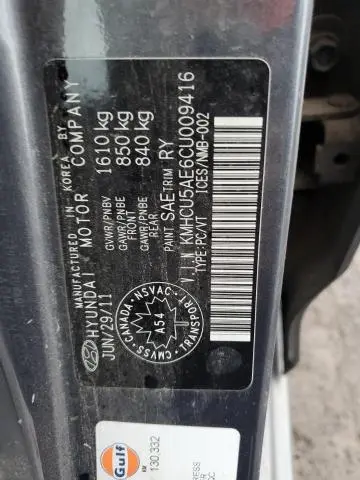 MANUFACTURED IN KOREA BY
HYUNDAI MOTOR COMPANY
JUN/29/11
GVWR/PNBV 1610 kg
GAWR/PNBE FRONT 850 kg
GAWR/PNBE REAR 840 kg
PAINT SAE TRIM RY
V.I.N KMHCU5AE6CU009416
TYPE:PC/VT ICES/NMB-002
CMVSS - CANADA - NSVAC
A54
TRANSPORT
Gulf
KM
130,332